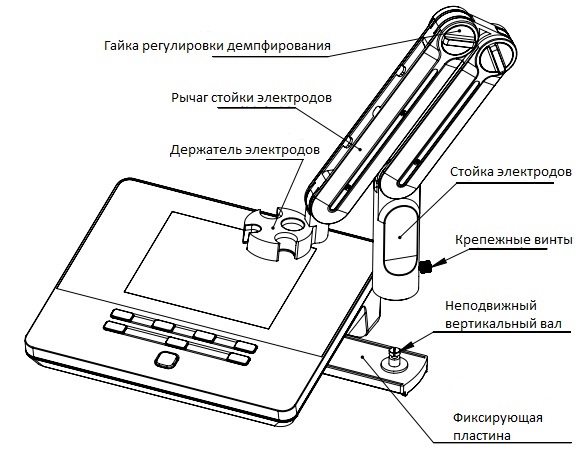 Гайка регулировки демпфирования
Рычаг стойки электродов
Держатель электродов
Стойка электродов
Крепежные винты
Неподвижный
вертикальный вал
Фиксирующая
пластина